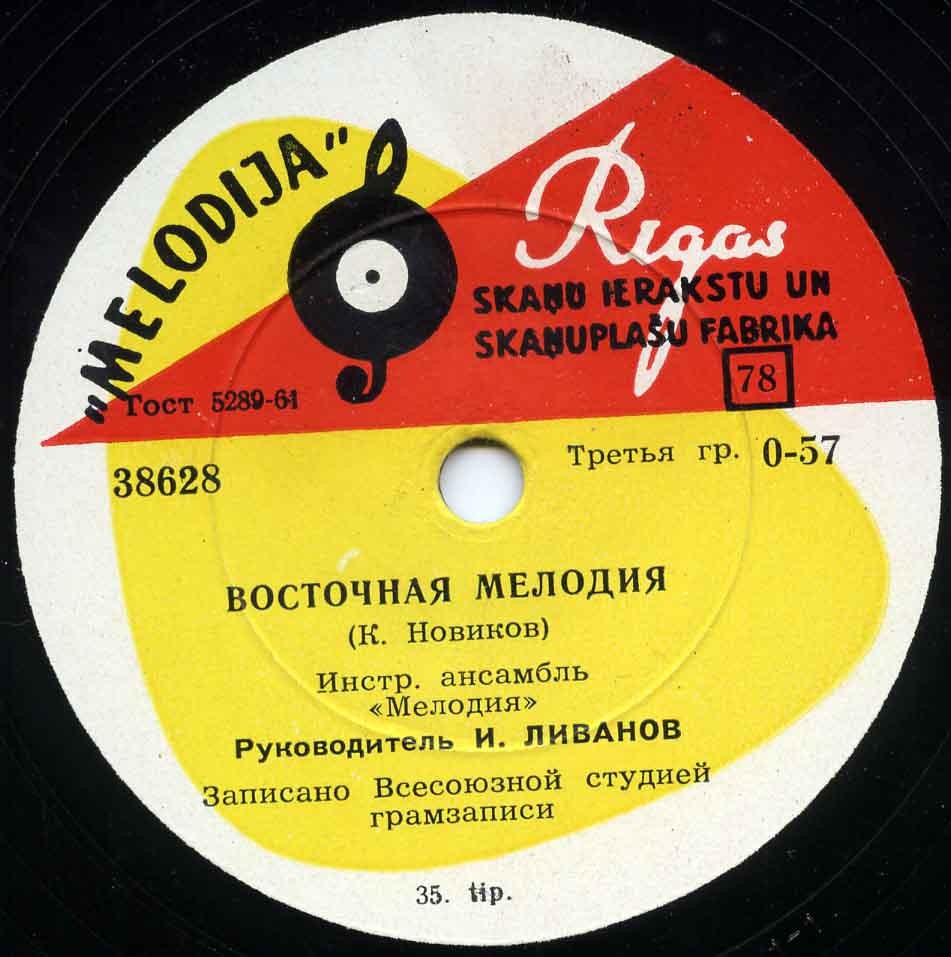 "MELODIJA"
Rīgas
SKAŅU IERAKSTU UN
SKAŅUPLAŠU FABRIKA
78
Гост 5289-61
38628
Третья гр. 0-57
ВОСТОЧНАЯ МЕЛОДИЯ
(К. Новиков)
Инстр. ансамбль
«Мелодия»
Руководитель И. ЛИВАНОВ
Записано Всесоюзной студией
грамзаписи
35. tip.